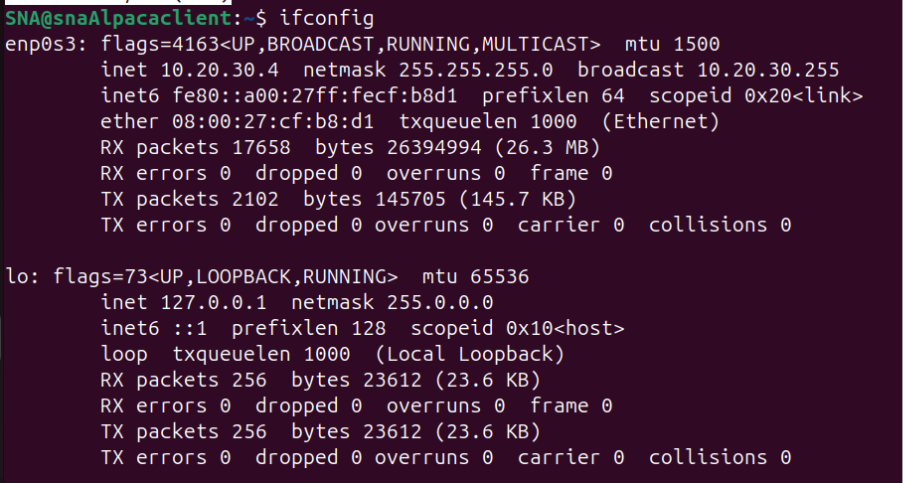 SNA@snaAlpacaclient:~$ ifconfig
enp0s3: flags=4163<UP,BROADCAST,RUNNING,MULTICAST>  mtu 1500
        inet 10.20.30.4  netmask 255.255.255.0  broadcast 10.20.30.255
        inet6 fe80::a00:27ff:fecf:b8d1  prefixlen 64  scopeid 0x20<link>
        ether 08:00:27:cf:b8:d1  txqueuelen 1000  (Ethernet)
        RX packets 17658  bytes 26394994 (26.3 MB)
        RX errors 0  dropped 0  overruns 0  frame 0
        TX packets 2102  bytes 145705 (145.7 KB)
        TX errors 0  dropped 0 overruns 0  carrier 0  collisions 0

lo: flags=73<UP,LOOPBACK,RUNNING>  mtu 65536
        inet 127.0.0.1  netmask 255.0.0.0
        inet6 ::1  prefixlen 128  scopeid 0x10<host>
        loop  txqueuelen 1000  (Local Loopback)
        RX packets 256  bytes 23612 (23.6 KB)
        RX errors 0  dropped 0  overruns 0  frame 0
        TX packets 256  bytes 23612 (23.6 KB)
        TX errors 0  dropped 0 overruns 0  carrier 0  collisions 0